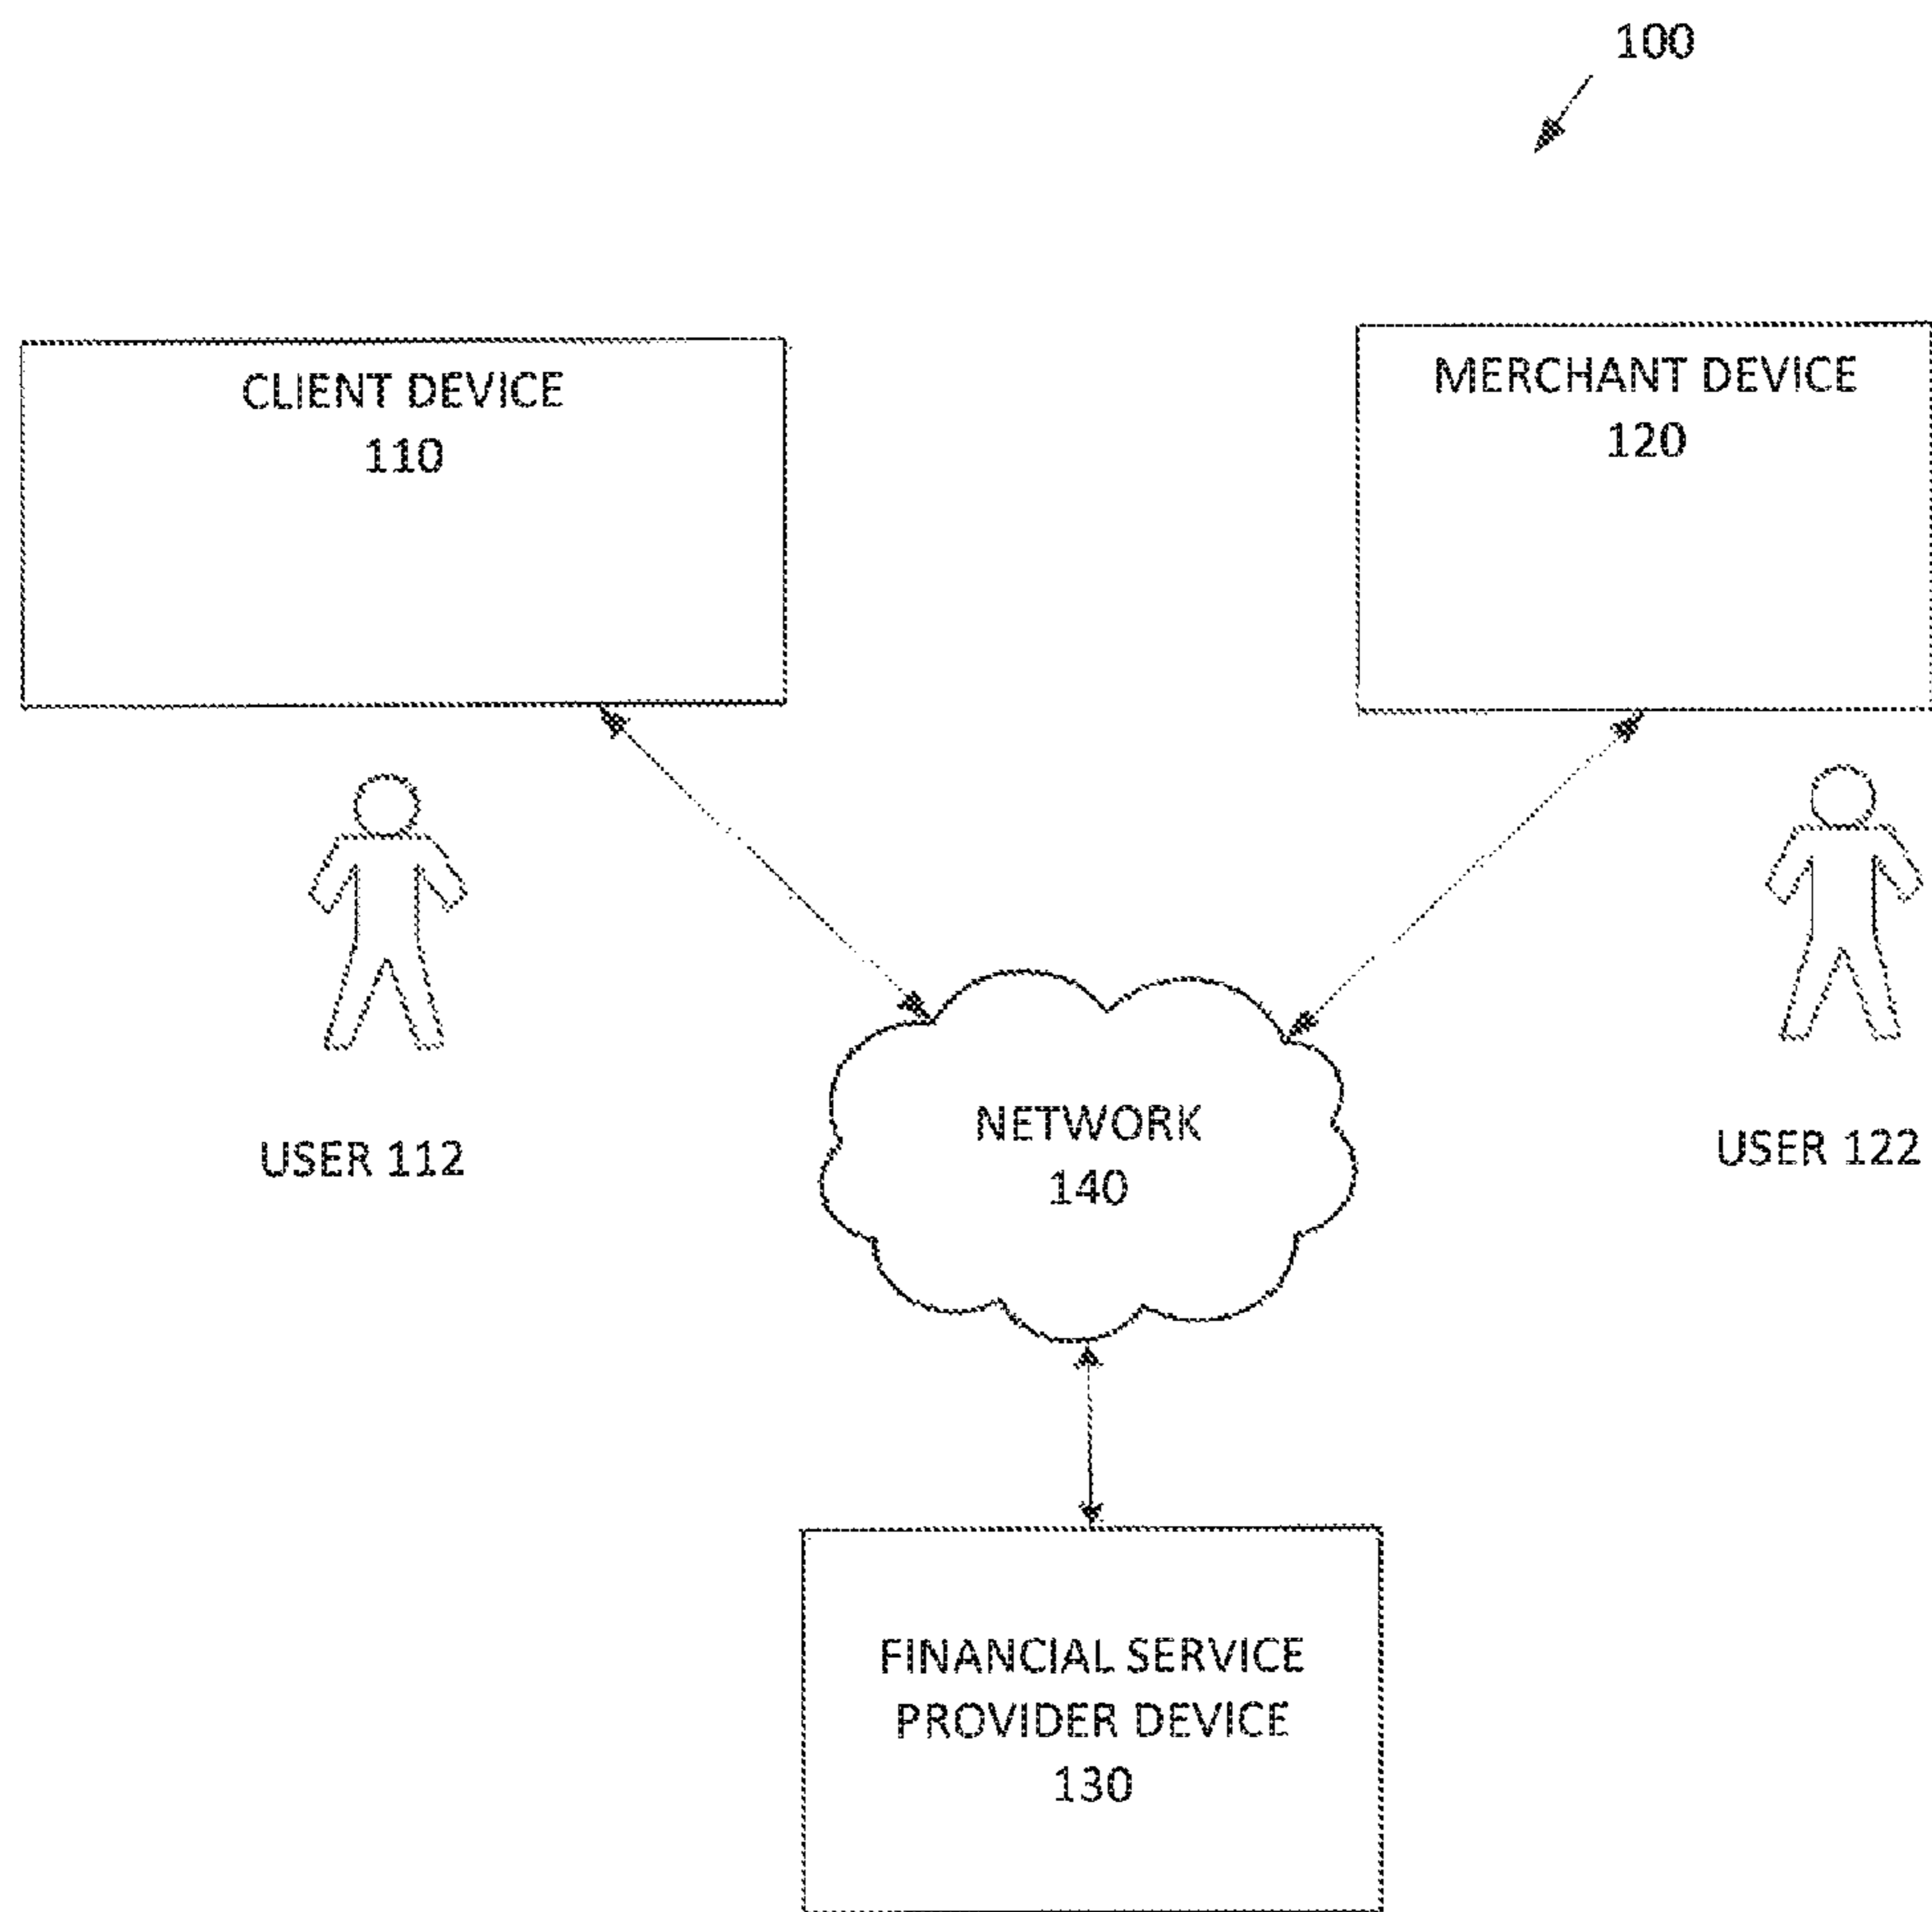 100
CLIENT DEVICE
110
MERCHANT DEVICE
120
USER 112
USER 122
NETWORK
140
FINANCIAL SERVICE
PROVIDER DEVICE
130